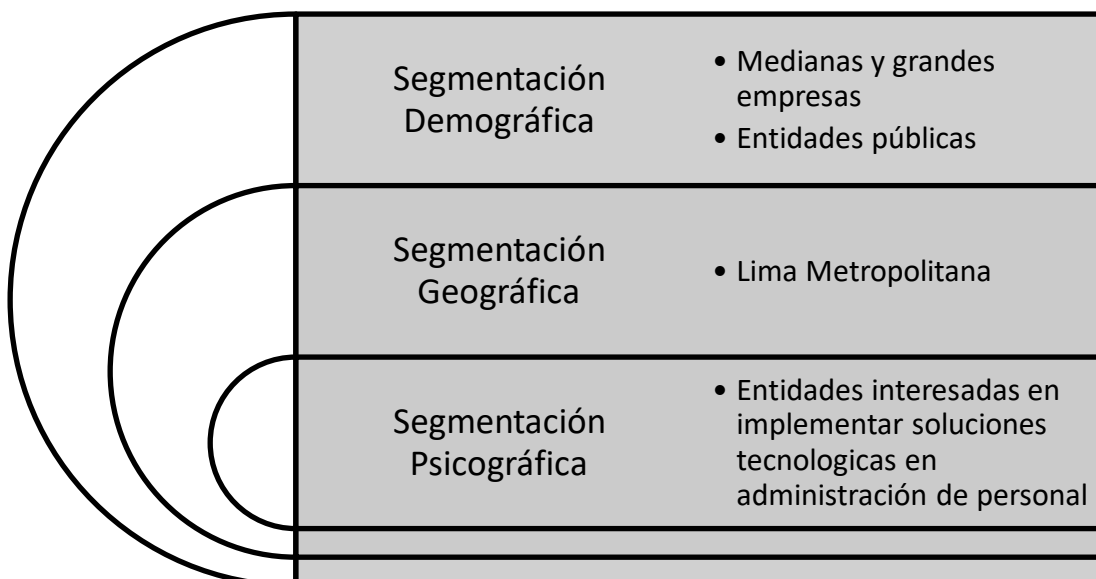 Segmentación
Demográfica
• Medianas y grandes
empresas
• Entidades públicas
Segmentación
Geográfica
• Lima Metropolitana
Segmentación
Psicográfica
• Entidades interesadas en
implementar soluciones
tecnologicas en
administración de personal